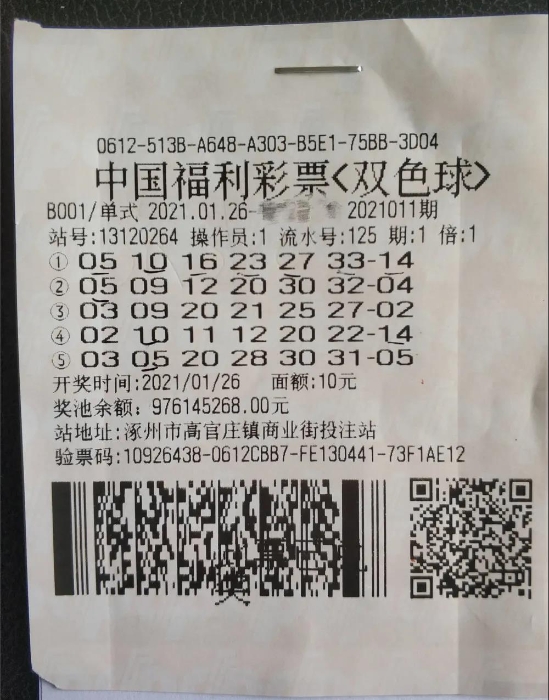 0612-513B-A648-A303-B5E1-75BB-3D04
中国福利彩票<双色球>
B001/单式 2021.01.26- 2021011期
站号:13120264 操作员:1 流水号:125 期:1 倍:1
① 05 10 16 23 27 33-14
② 05 09 12 20 30 32-04
③ 03 09 20 21 25 27-02
④ 02 10 11 12 20 22-14
⑤ 03 05 20 28 30 31-05
开奖时间:2021/01/26 面额:10元
奖池余额: 976145268.00元
站地址:涿州市高官庄镇商业街投注站
验票码:10926438-0612CBB7-FE130441-73F1AE12